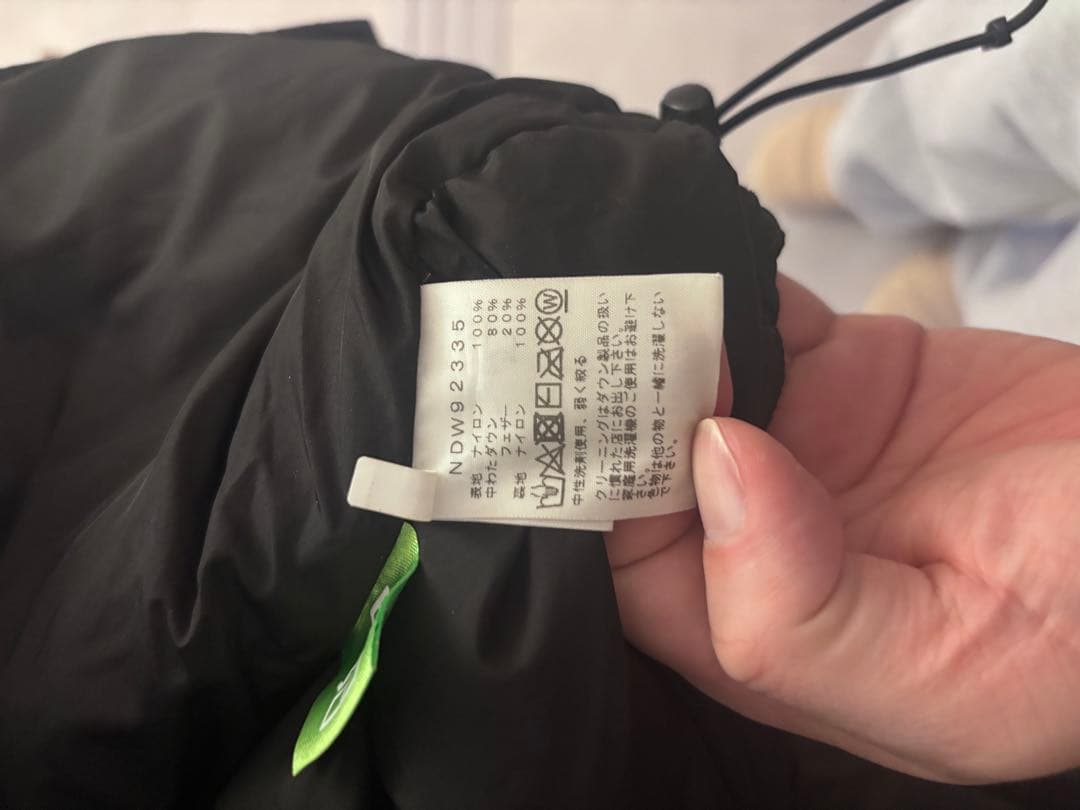 NDW92335
表地 ナイロン 100%
中わた ダウン 80%
フェザー 20%
裏地 ナイロン 100%
中性洗剤使用、弱く絞る
クリーニングはダウン製品の扱い
に慣れた店にお出し下さい。
家庭用洗濯機のご使用はお避け下
さい。
色物は他の物と一緒に洗濯しない
で下さい。